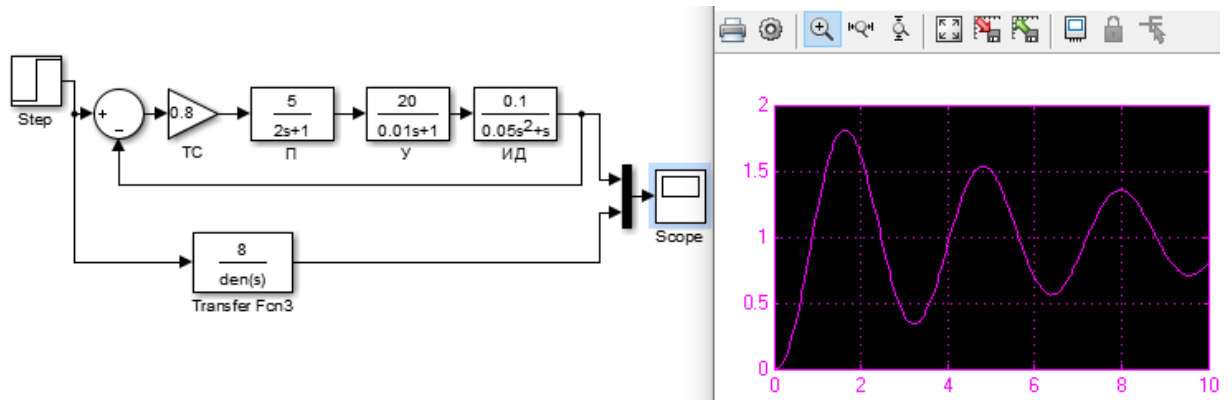 Step
+
−
0.8
ТС
5
2s+1
П
20
0.01s+1
У
0.1
0.05s²+s
ИД
8
den(s)
Transfer Fcn3
Scope
2
1.5
1
0.5
0
0 2 4 6 8 10